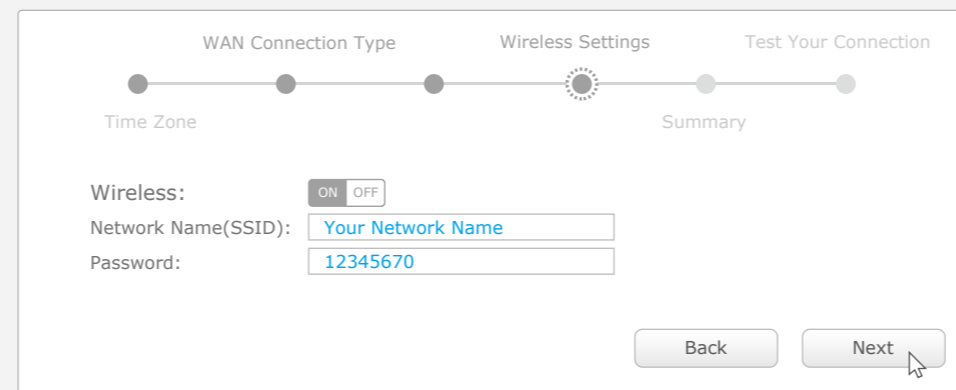 WAN Connection Type Wireless Settings Test Your Connection
Time Zone Summary
Wireless: ON OFF
Network Name(SSID): Your Network Name
Password: 12345670
Back Next